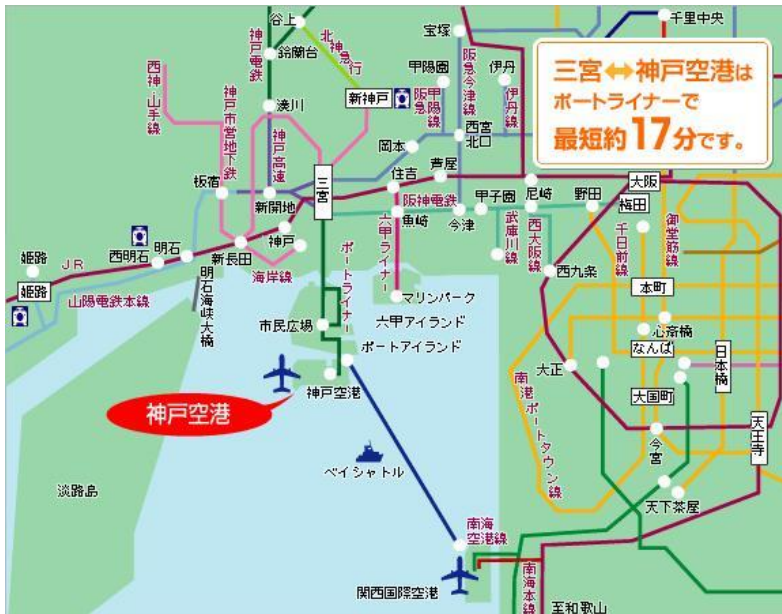 三宮↔神戸空港は
ポートライナーで
最短約17分です。
谷上
神戸電鉄
鈴蘭台
北神急行
宝塚
千里中央
西神・山手線
神戸市営地下鉄
湊川
新神戸
甲陽園
阪急甲陽線
阪急今津線
伊丹
伊丹線
神戸高速
岡本
西宮北口
板宿
三宮
住吉
芦屋
大阪
新開地
阪神電鉄
甲子園
尼崎
野田
梅田
魚崎
今津
姫路
明石
西明石
神戸
新長田
海岸線
六甲ライナー
武庫川線
西大阪線
千日前線
御堂筋線
JR
姫路
山陽電鉄本線
明石海峡大橋
ポートライナー
西九条
マリンパーク
本町
市民広場
六甲アイランド
心斎橋
ポートアイランド
なんば
日本橋
神戸空港
大正
大国町
神戸空港
南港ポートタウン線
今宮
天王寺
ベイシャトル
淡路島
天下茶屋
南海空港線
関西国際空港
南海本線
至和歌山